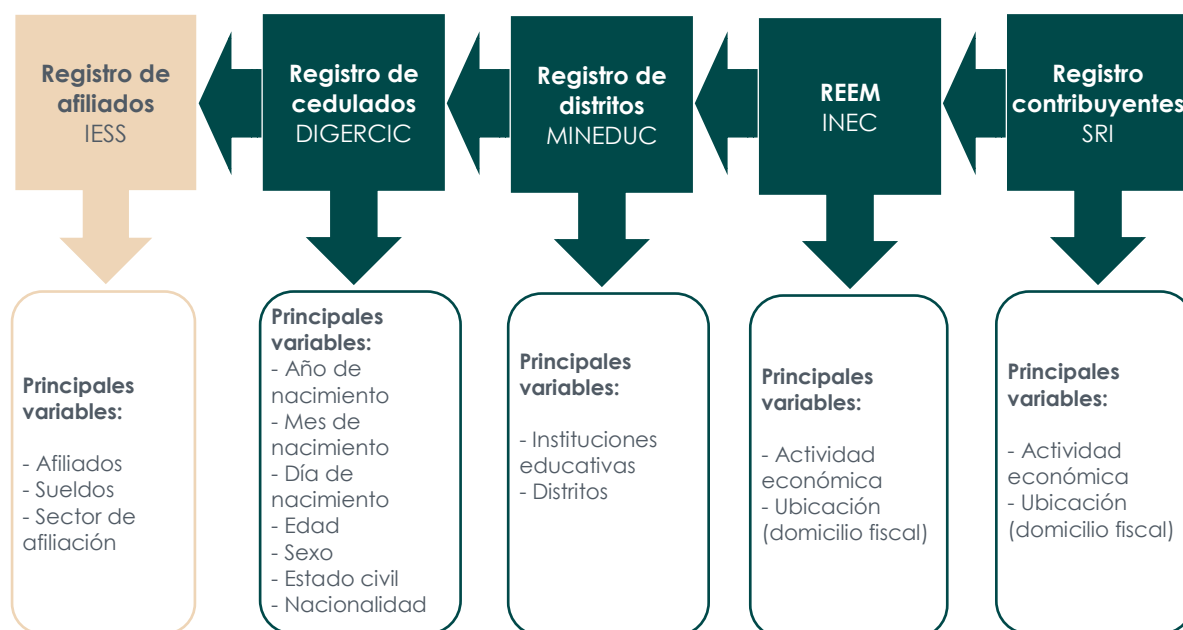 Registro de
afiliados
IESS
Registro de
cedulados
DIGERCIC
Registro de
distritos
MINEDUC
REEM
INEC
Registro
contribuyentes
SRI
Principales
variables:
- Afiliados
- Sueldos
- Sector de
afiliación
Principales
variables:
- Año de
nacimiento
- Mes de
nacimiento
- Día de
nacimiento
- Edad
- Sexo
- Estado civil
- Nacionalidad
Principales
variables:
- Instituciones
educativas
- Distritos
Principales
variables:
- Actividad
económica
- Ubicación
(domicilio fiscal)
Principales
variables:
- Actividad
económica
- Ubicación
(domicilio fiscal)